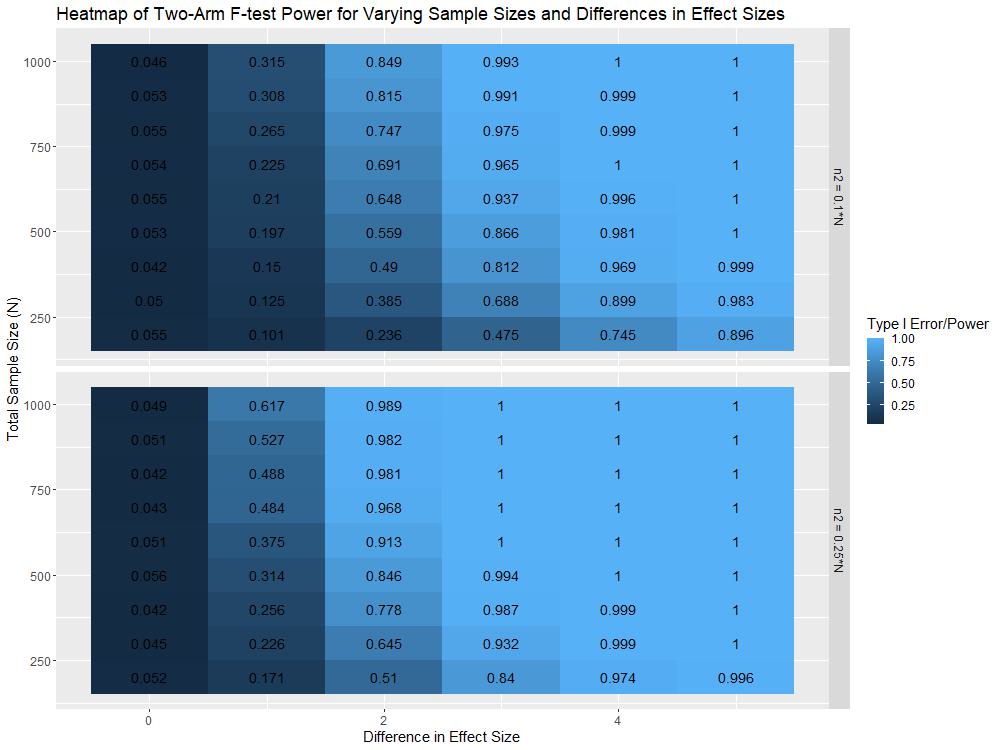 Heatmap of Two-Arm F-test Power for Varying Sample Sizes and Differences in Effect Sizes
Total Sample Size (N)
1000 0.046 0.315 0.849 0.993 1 1
0.053 0.308 0.815 0.991 0.999 1
0.055 0.265 0.747 0.975 0.999 1
750
0.054 0.225 0.691 0.965 1 1
0.055 0.21 0.648 0.937 0.996 1
500 0.053 0.197 0.559 0.866 0.981 1
0.042 0.15 0.49 0.812 0.969 0.999
0.05 0.125 0.385 0.688 0.899 0.983
250
0.055 0.101 0.236 0.475 0.745 0.896
n2 = 0.1*N
1000 0.049 0.617 0.989 1 1 1
0.051 0.527 0.982 1 1 1
0.042 0.488 0.981 1 1 1
750
0.043 0.484 0.968 1 1 1
0.051 0.375 0.913 1 1 1
500 0.056 0.314 0.846 0.994 1 1
0.042 0.256 0.778 0.987 0.999 1
0.045 0.226 0.645 0.932 0.999 1
250
0.052 0.171 0.51 0.84 0.974 0.996
n2 = 0.25*N
0 2 4
Difference in Effect Size
Type I Error/Power
1.00
0.75
0.50
0.25